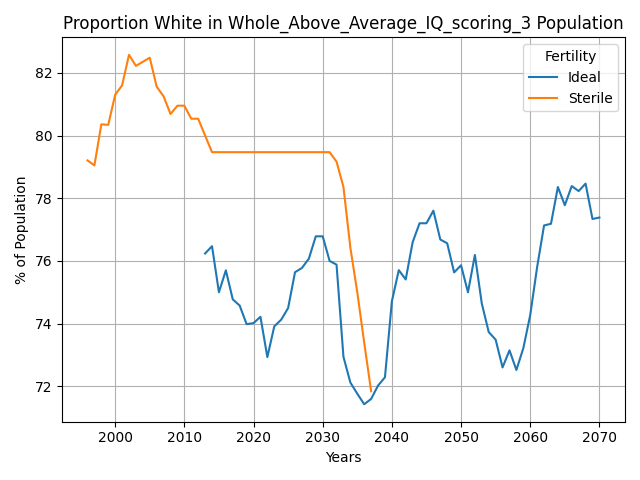 Proportion White in Whole_Above_Average_IQ_scoring_3 Population
Fertility
Ideal
Sterile
% of Population
82
80
78
76
74
72
2000 2010 2020 2030 2040 2050 2060 2070
Years